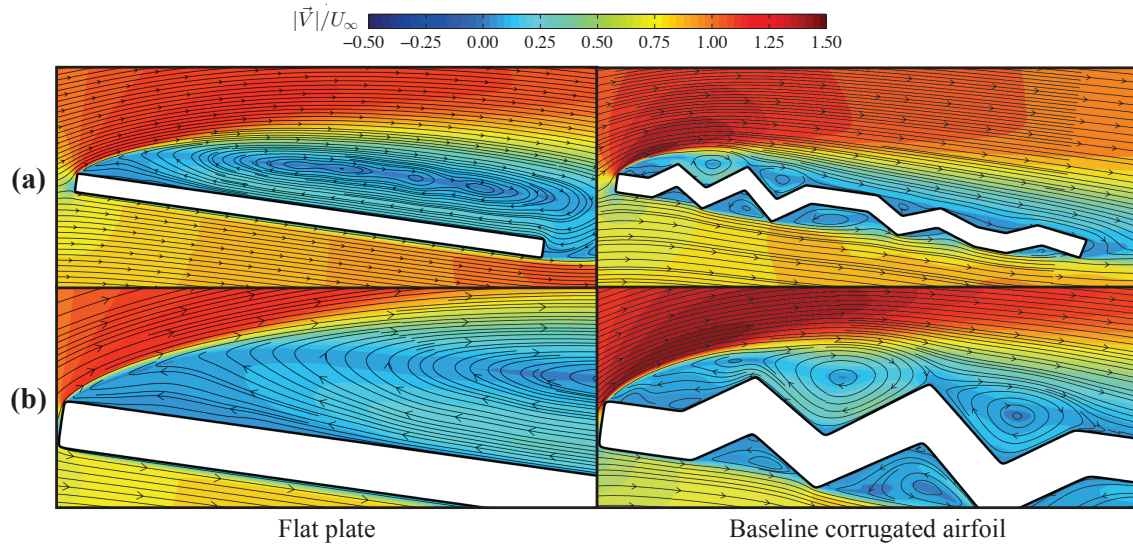 |V⃗|/U∞
−0.50 −0.25 0.00 0.25 0.50 0.75 1.00 1.25 1.50
(a)
(b)
Flat plate Baseline corrugated airfoil